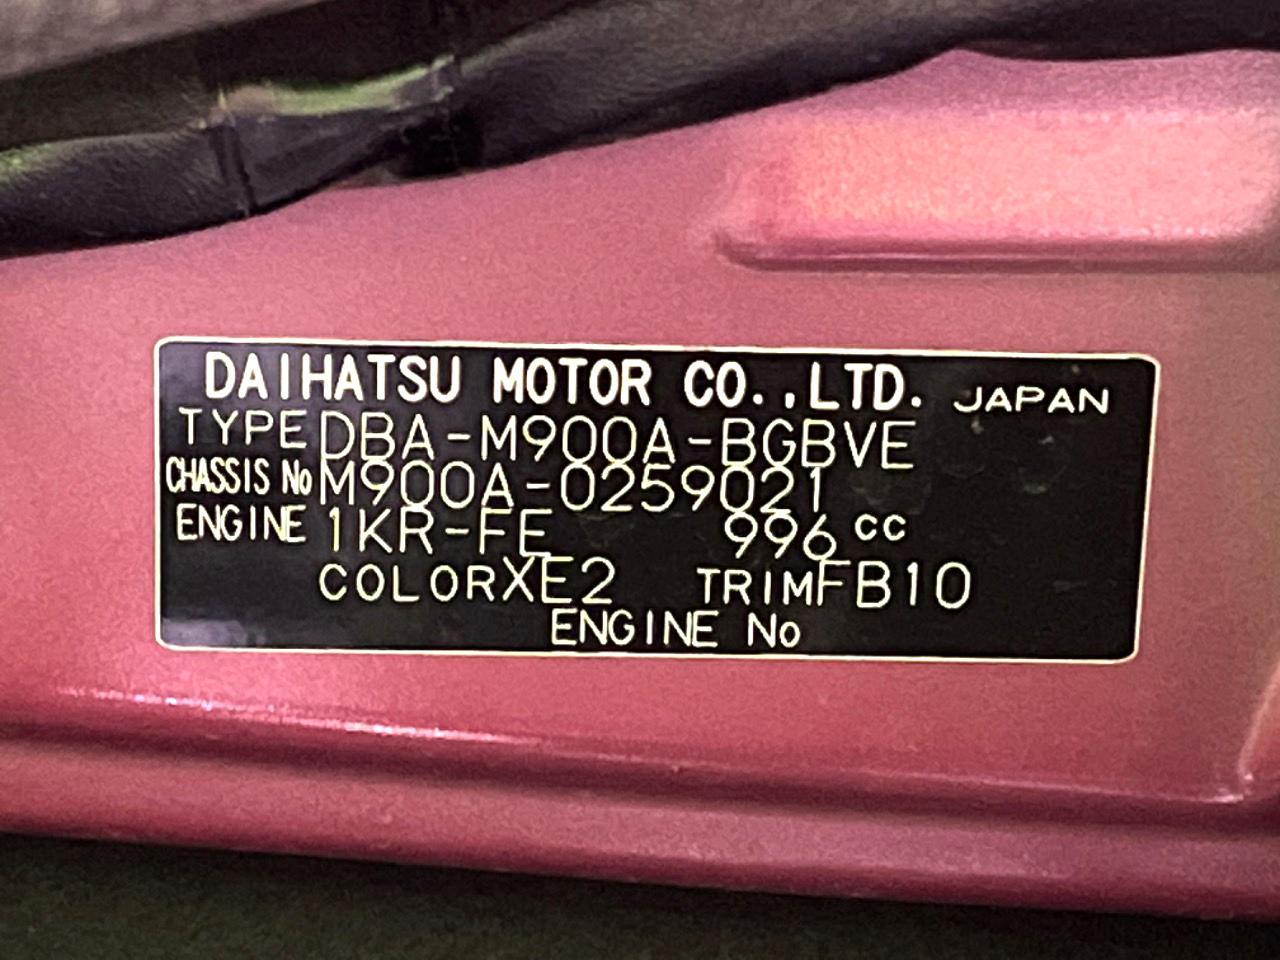 DAIHATSU MOTOR CO.,LTD. JAPAN
TYPE DBA-M900A-BGBVE
CHASSIS No M900A-0259021
ENGINE 1KR-FE 996 cc
COLOR XE2 TRIM FB10
ENGINE No